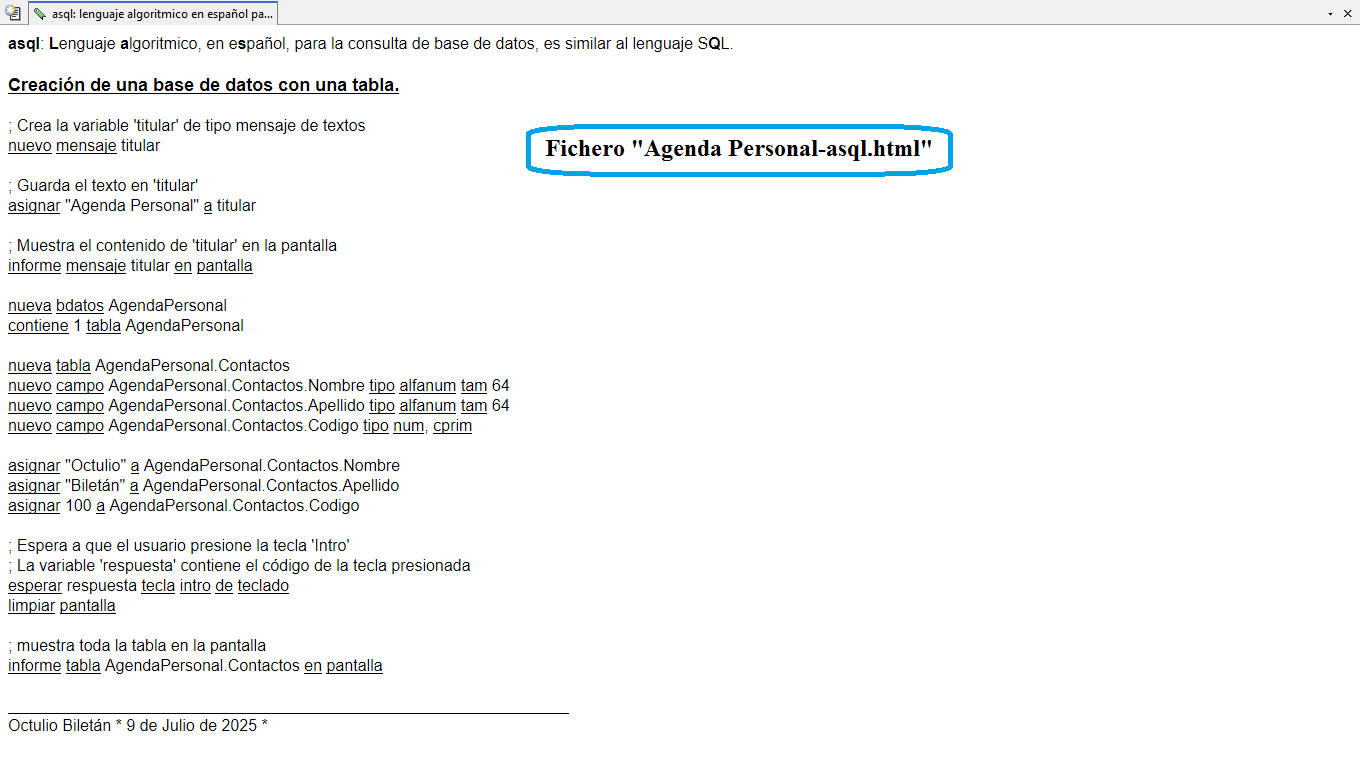 asql: lenguaje algoritmico en español pa...
asql: Lenguaje algoritmico, en español, para la consulta de base de datos, es similar al lenguaje SQL.
Creación de una base de datos con una tabla.
; Crea la variable 'titular' de tipo mensaje de textos
nuevo mensaje titular
Fichero "Agenda Personal-asql.html"
; Guarda el texto en 'titular'
asignar "Agenda Personal" a titular
; Muestra el contenido de 'titular' en la pantalla
informe mensaje titular en pantalla
nueva bdatos AgendaPersonal
contiene 1 tabla AgendaPersonal
nueva tabla AgendaPersonal.Contactos
nuevo campo AgendaPersonal.Contactos.Nombre tipo alfanum tam 64
nuevo campo AgendaPersonal.Contactos.Apellido tipo alfanum tam 64
nuevo campo AgendaPersonal.Contactos.Codigo tipo num, cprim
asignar "Octulio" a AgendaPersonal.Contactos.Nombre
asignar "Biletán" a AgendaPersonal.Contactos.Apellido
asignar 100 a AgendaPersonal.Contactos.Codigo
; Espera a que el usuario presione la tecla 'Intro'
; La variable 'respuesta' contiene el código de la tecla presionada
esperar respuesta tecla intro de teclado
limpiar pantalla
; muestra toda la tabla en la pantalla
informe tabla AgendaPersonal.Contactos en pantalla
Octulio Biletán * 9 de Julio de 2025 *